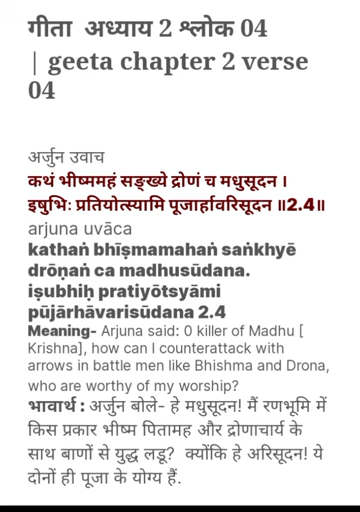 गीता अध्याय 2 श्लोक 04
| geeta chapter 2 verse
04
अर्जुन उवाच
कथं भीष्ममहं सङ्ख्ये द्रोणं च मधुसूदन ।
इषुभिः प्रतियोत्स्यामि पूजार्हावरिसूदन ॥2.4॥
arjuna uvāca
kathaṅ bhīṣmamahaṅ saṅkhyē
drōṇaṅ ca madhusūdana.
iṣubhiḥ pratiyōtsyāmi
pūjārhāvarisūdana 2.4
Meaning- Arjuna said: 0 killer of Madhu [
Krishna], how can I counterattack with
arrows in battle men like Bhishma and Drona,
who are worthy of my worship?
भावार्थ : अर्जुन बोले- हे मधुसूदन! मैं रणभूमि में
किस प्रकार भीष्म पितामह और द्रोणाचार्य के
साथ बाणों से युद्ध लडू? क्योंकि हे अरिसूदन! ये
दोनों ही पूजा के योग्य हैं.